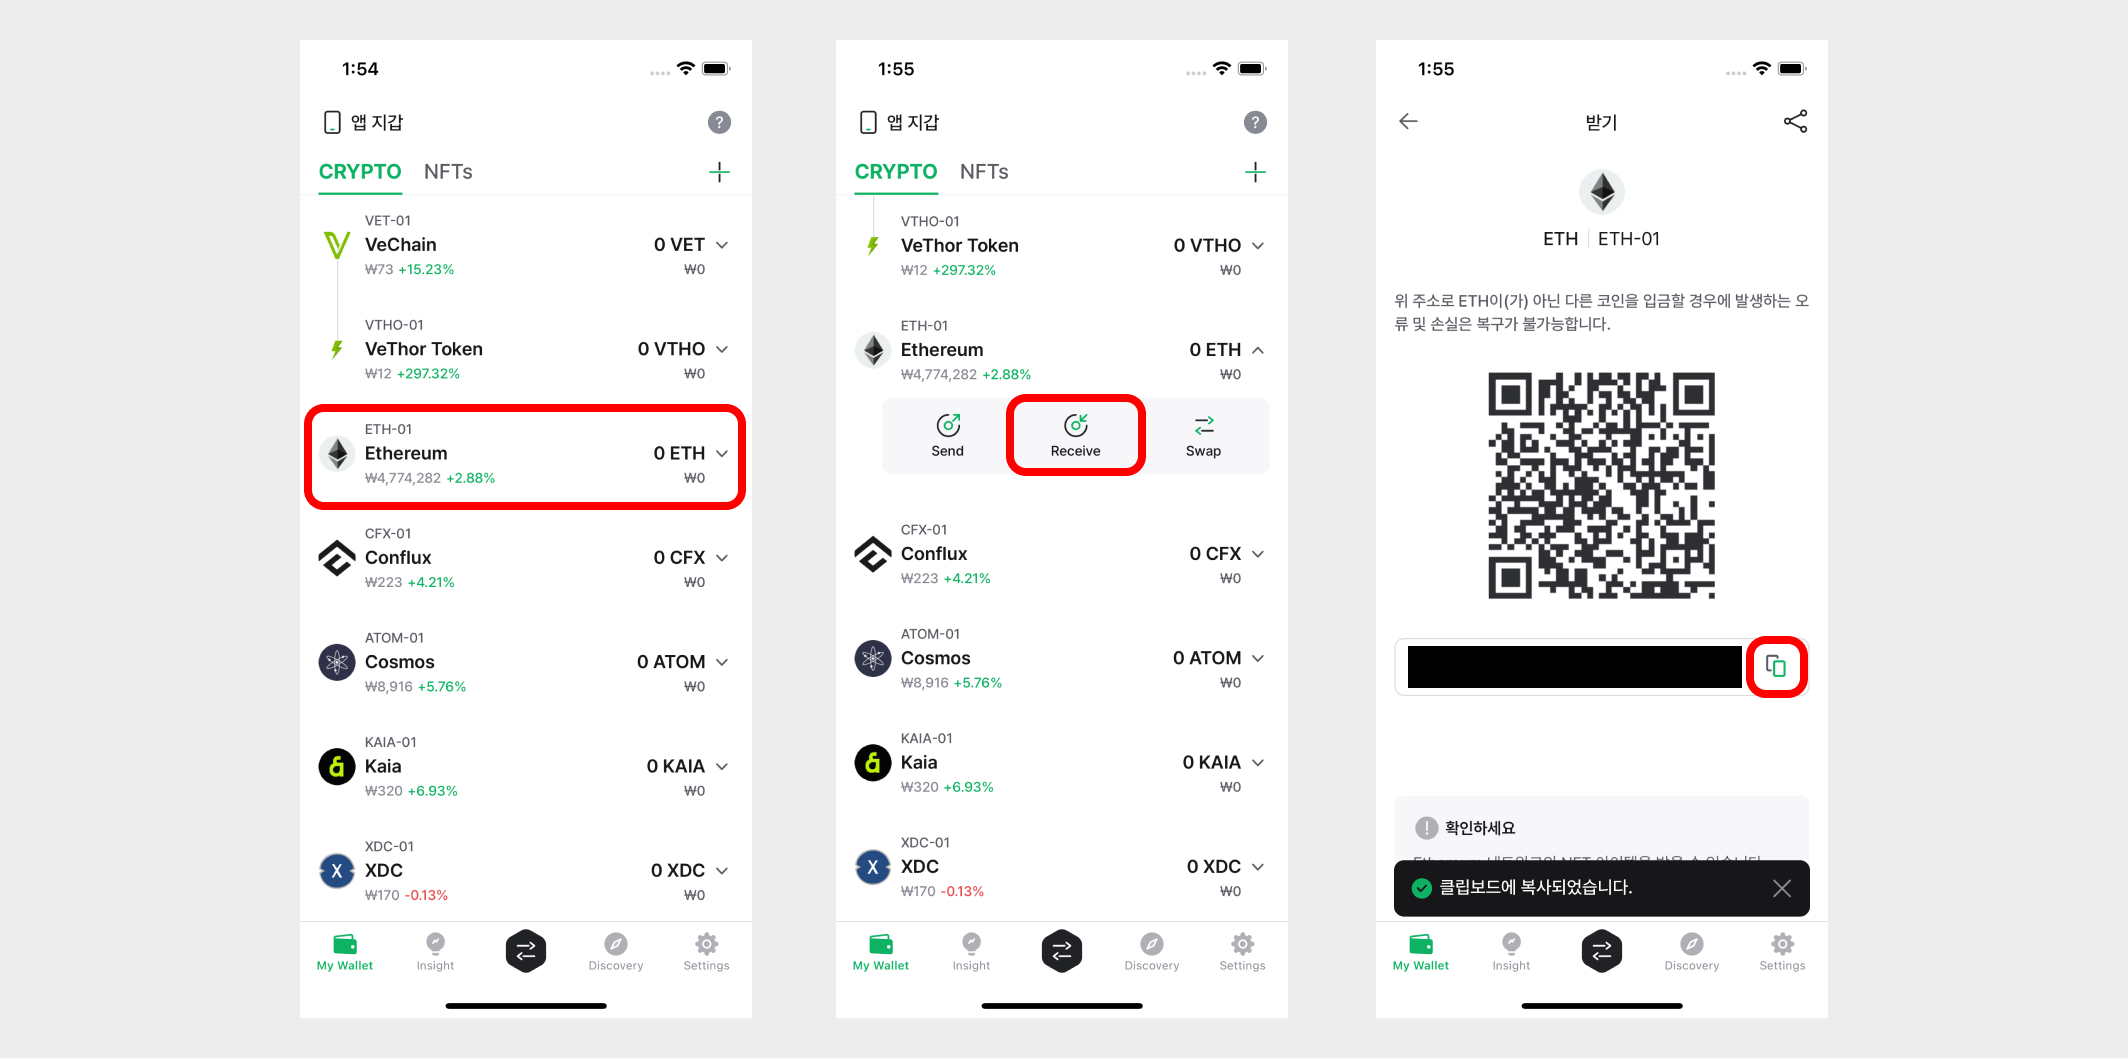 1:54
앱 지갑
?
CRYPTO NFTs
VET-01
VeChain 0 VET
₩73 +15.23% ₩0
VTHO-01
VeThor Token 0 VTHO
₩12 +297.32% ₩0
ETH-01
Ethereum 0 ETH
₩4,774,282 +2.88% ₩0
CFX-01
Conflux 0 CFX
₩223 +4.21% ₩0
ATOM-01
Cosmos 0 ATOM
₩8,916 +5.76% ₩0
KAIA-01
Kaia 0 KAIA
₩320 +6.93% ₩0
XDC-01
XDC 0 XDC
₩170 -0.13% ₩0
My Wallet Insight Discovery Settings
1:55
앱 지갑
?
CRYPTO NFTs
VTHO-01
VeThor Token 0 VTHO
₩12 +297.32% ₩0
ETH-01
Ethereum 0 ETH
₩4,774,282 +2.88% ₩0
Send Receive Swap
CFX-01
Conflux 0 CFX
₩223 +4.21% ₩0
ATOM-01
Cosmos 0 ATOM
₩8,916 +5.76% ₩0
KAIA-01
Kaia 0 KAIA
₩320 +6.93% ₩0
XDC-01
XDC 0 XDC
₩170 -0.13% ₩0
My Wallet Insight Discovery Settings
1:55
받기
ETH ETH-01
위 주소로 ETH이(가) 아닌 다른 코인을 입금할 경우에 발생하는 오
류 및 손실은 복구가 불가능합니다.
확인하세요
클립보드에 복사되었습니다.
My Wallet Insight Discovery Settings